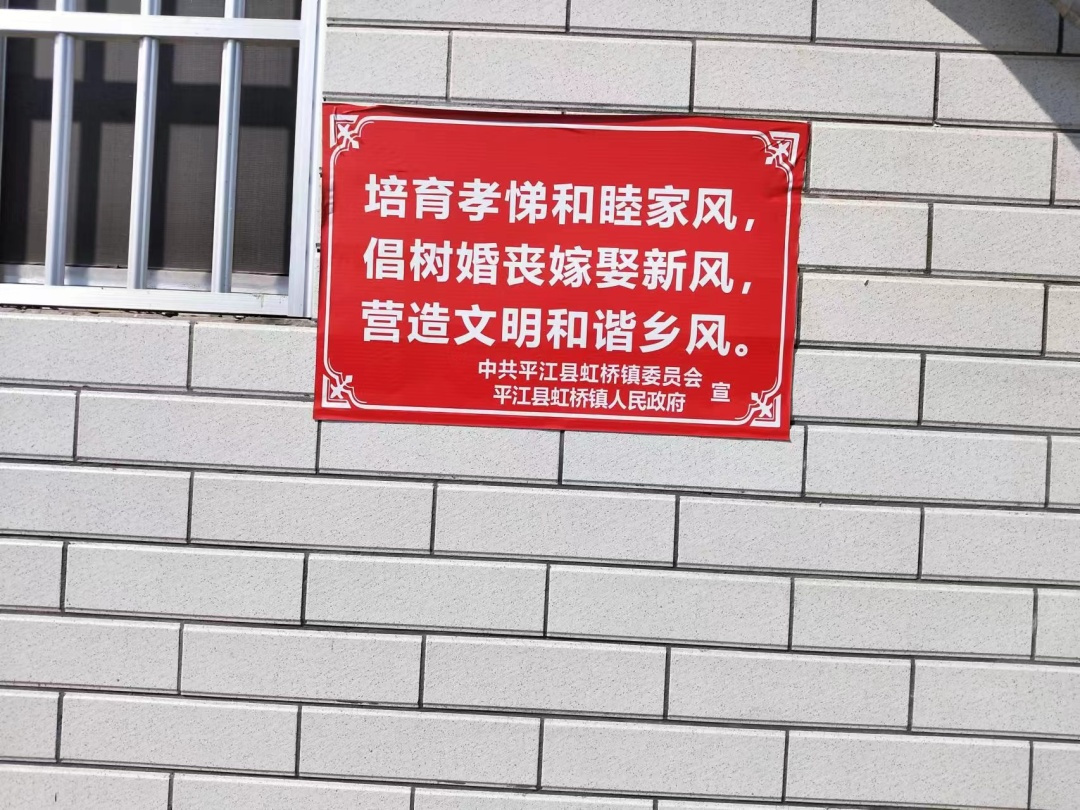 培育孝悌和睦家风，
倡树婚丧嫁娶新风，
营造文明和谐乡风。
中共平江县虹桥镇委员会
平江县虹桥镇人民政府 宣